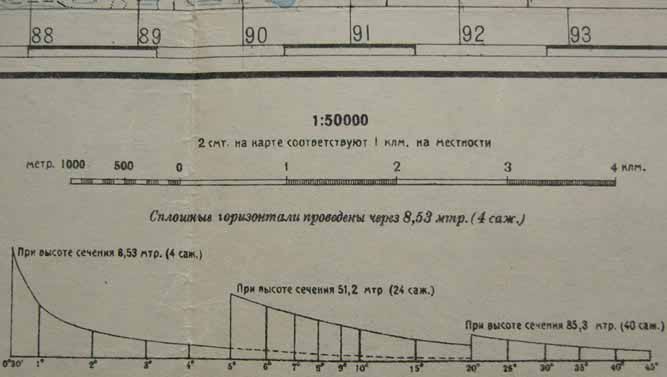 88 89 90 91 92 93
1:50000
2 смт. на карте соответствуют 1 клм. на местности
метр. 1000 500 0 1 2 3 4 клм.
Сплошные горизонтали проведены через 8,53 мтр. (4 саж.)
При высоте сечения 8,53 мтр. (4 саж.)
При высоте сечения 51,2 мтр (24 саж.)
При высоте сечения 85,3 мтр. (40 саж.)
0°30' 1° 2° 3° 4° 5° 6° 7° 8° 9° 10° 15° 20° 25° 30° 35° 40° 45°